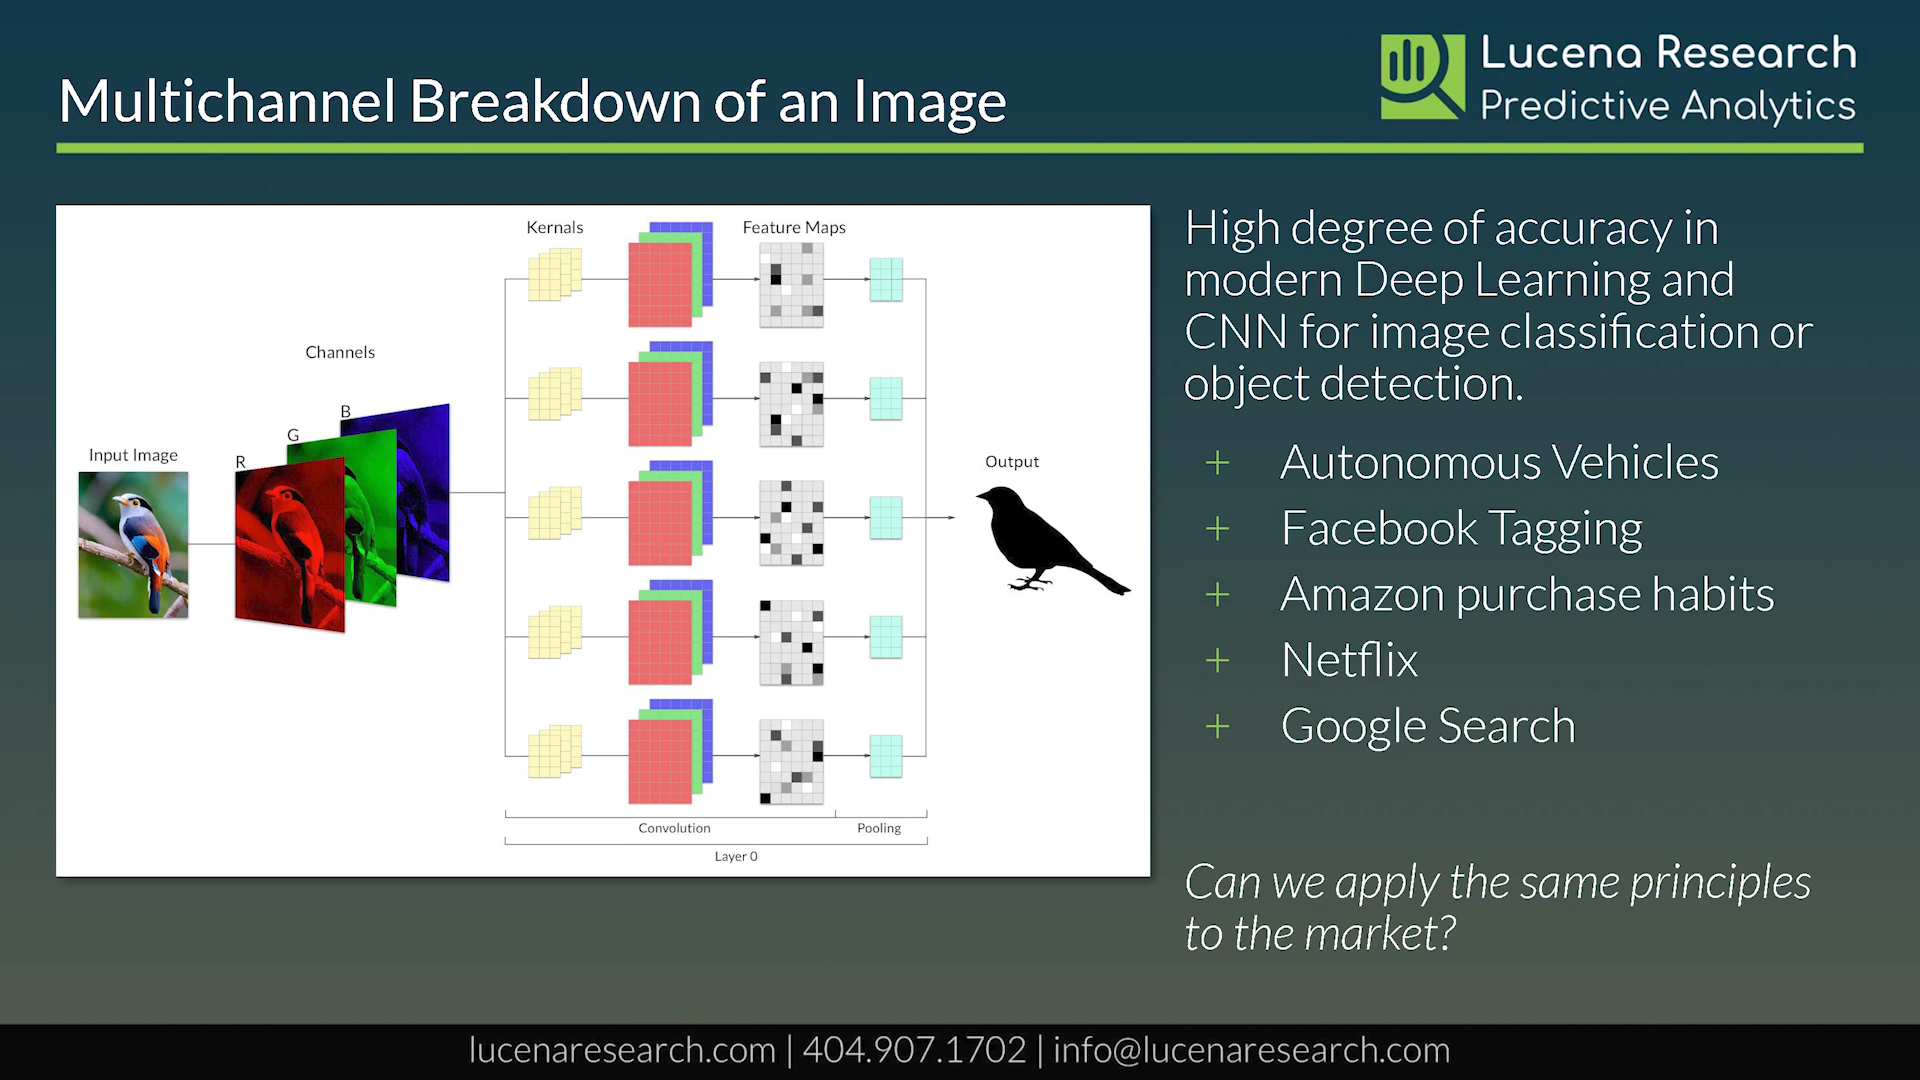 Multichannel Breakdown of an Image
Lucena Research
Predictive Analytics
Kernals
Feature Maps
Channels
B
G
R
Input Image
Output
Convolution
Pooling
Layer 0
High degree of accuracy in
modern Deep Learning and
CNN for image classification or
object detection.
+ Autonomous Vehicles
+ Facebook Tagging
+ Amazon purchase habits
+ Netflix
+ Google Search
Can we apply the same principles
to the market?
lucenaresearch.com | 404.907.1702 | info@lucenaresearch.com